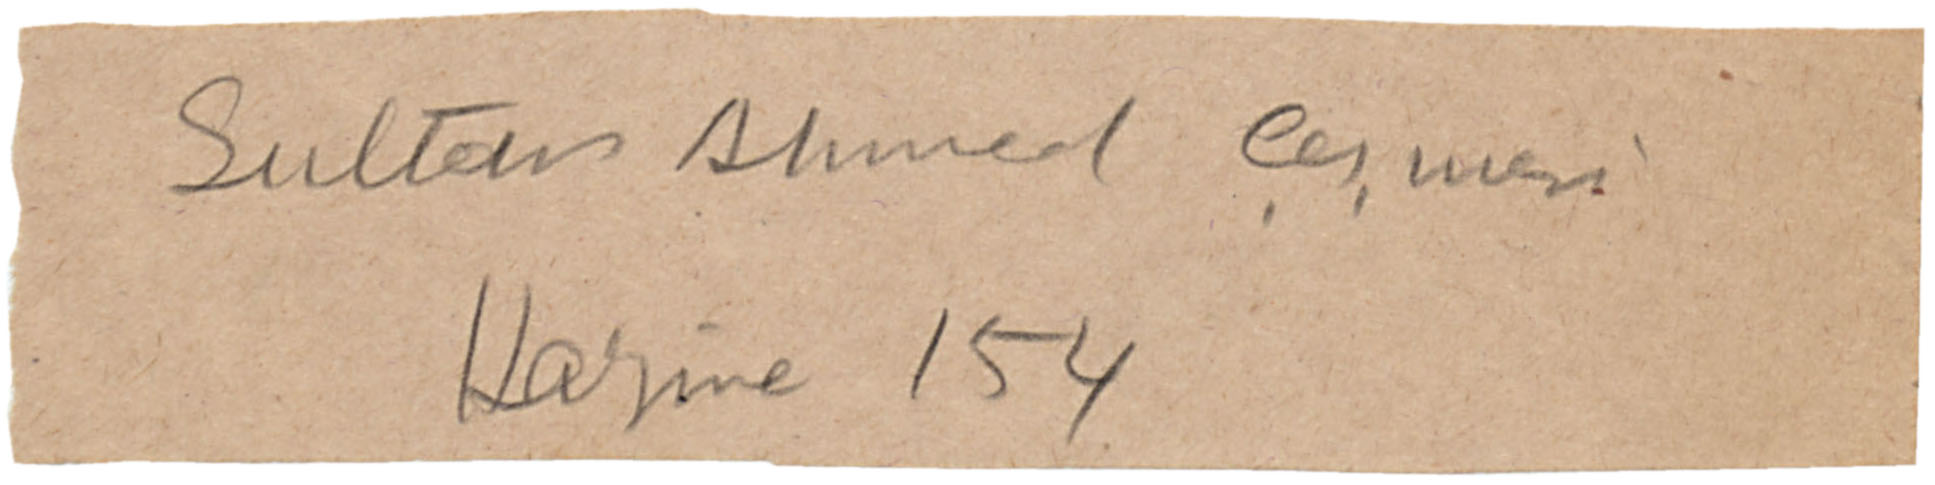 Sultan Ahmed Çeşmesi
Hazine 154